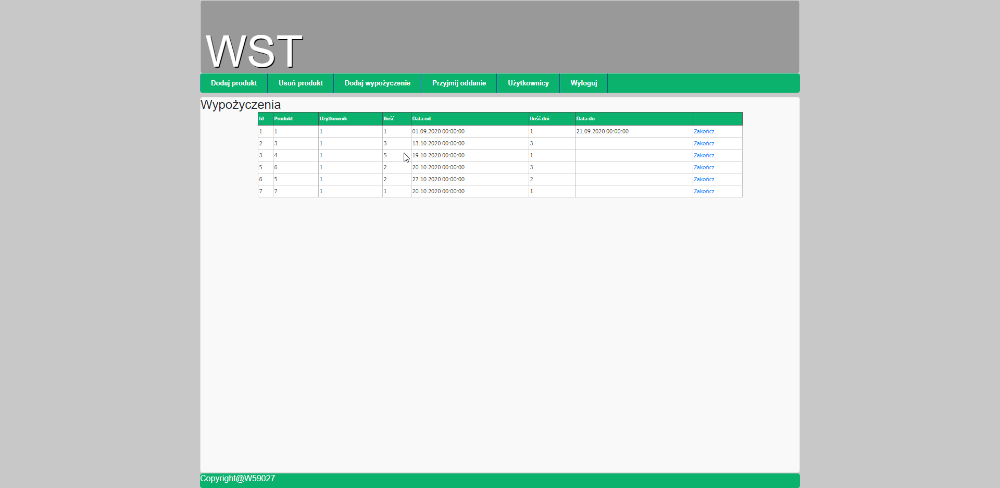 WST
Dodaj produkt Usuń produkt Dodaj wypożyczenie Przyjmij oddanie Użytkownicy Wyloguj
Wypożyczenia
Id Produkt Użytkownik Ilość Data od Ilość dni Data do
1 1 1 1 01.09.2020 00:00:00 1 21.09.2020 00:00:00 Zakończ
2 3 1 3 13.10.2020 00:00:00 3 Zakończ
3 4 1 5 19.10.2020 00:00:00 1 Zakończ
5 6 1 2 20.10.2020 00:00:00 3 Zakończ
6 5 1 2 27.10.2020 00:00:00 2 Zakończ
7 7 1 1 20.10.2020 00:00:00 1 Zakończ
Copyright@W59027